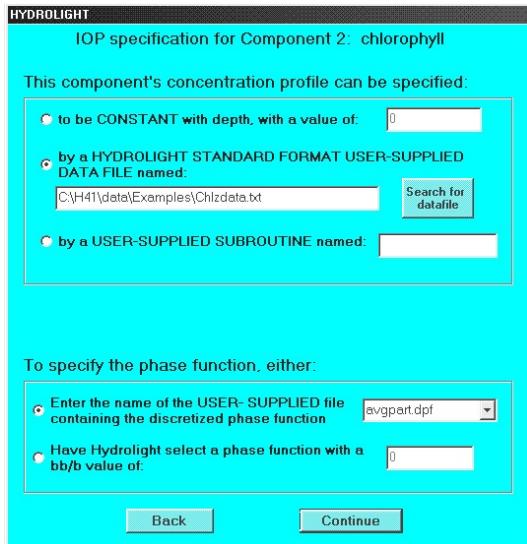 HYDROLIGHT
IOP specification for Component 2: chlorophyll
This component's concentration profile can be specified:
to be CONSTANT with depth, with a value of:
0
by a HYDROLIGHT STANDARD FORMAT USER-SUPPLIED
DATA FILE named:
C:\H41\data\Examples\Chlzdata.txt
Search for
datafile
by a USER-SUPPLIED SUBROUTINE named:
To specify the phase function, either:
Enter the name of the USER- SUPPLIED file
containing the discretized phase function
avgpart.dpf
Have Hydrolight select a phase function with a
bb/b value of:
0
Back
Continue